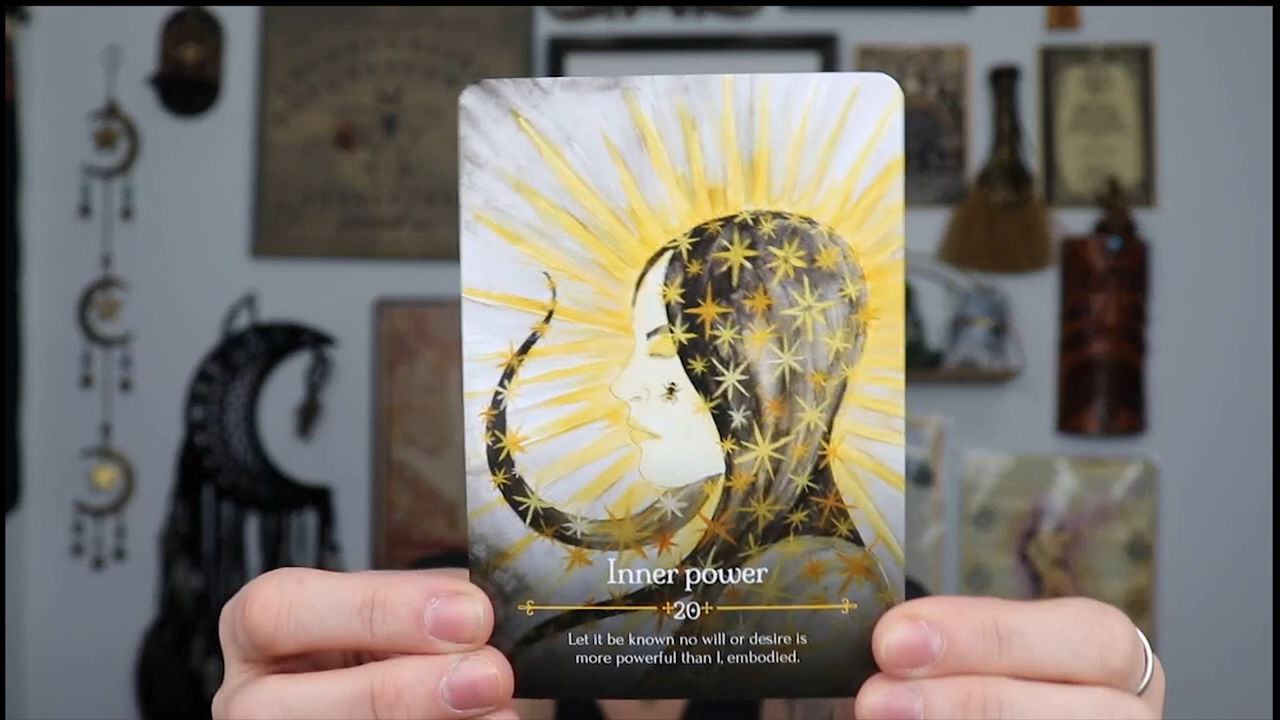 Inner power
20
Let it be known no will or desire is
more powerful than I, embodied.